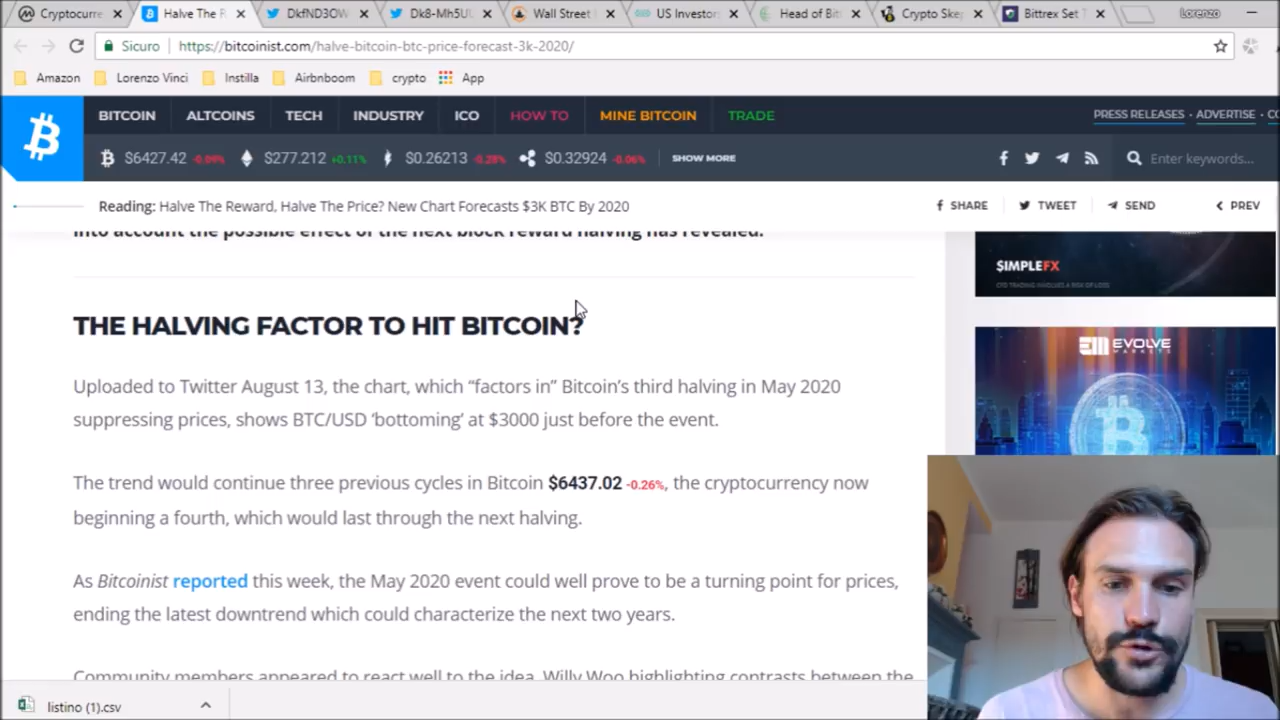 Cryptocurre
Halve The R
DkfND3OW
Dk8-Mh5U
Wall Street
US Investor
Head of Bit
Crypto Ske
Bittrex Set T
Lorenzo
Sicuro
https://bitcoinist.com/halve-bitcoin-btc-price-forecast-3k-2020/
Amazon
Lorenzo Vinci
Instilla
Airbnboom
crypto
App
BITCOIN
ALTCOINS
TECH
INDUSTRY
ICO
HOW TO
MINE BITCOIN
TRADE
PRESS RELEASES · ADVERTISE · CO
$6427.42 -0.04%
$277.212 +0.11%
$0.26213 -0.28%
$0.32924 -0.06%
SHOW MORE
Enter keywords...
Reading: Halve The Reward, Halve The Price? New Chart Forecasts $3K BTC By 2020
SHARE
TWEET
SEND
PREV
into account the possible effect of the next block reward halving has revealed.
SIMPLEFX
CFD TRADING INVOLVES A RISK OF LOSS
THE HALVING FACTOR TO HIT BITCOIN?
EVOLVE
MARKETS
Uploaded to Twitter August 13, the chart, which “factors in” Bitcoin’s third halving in May 2020
suppressing prices, shows BTC/USD ‘bottoming’ at $3000 just before the event.
The trend would continue three previous cycles in Bitcoin $6437.02 -0.26%, the cryptocurrency now
beginning a fourth, which would last through the next halving.
As Bitcoinist reported this week, the May 2020 event could well prove to be a turning point for prices,
ending the latest downtrend which could characterize the next two years.
Community members appeared to react well to the idea, Willy Woo highlighting contrasts between the
listino (1).csv